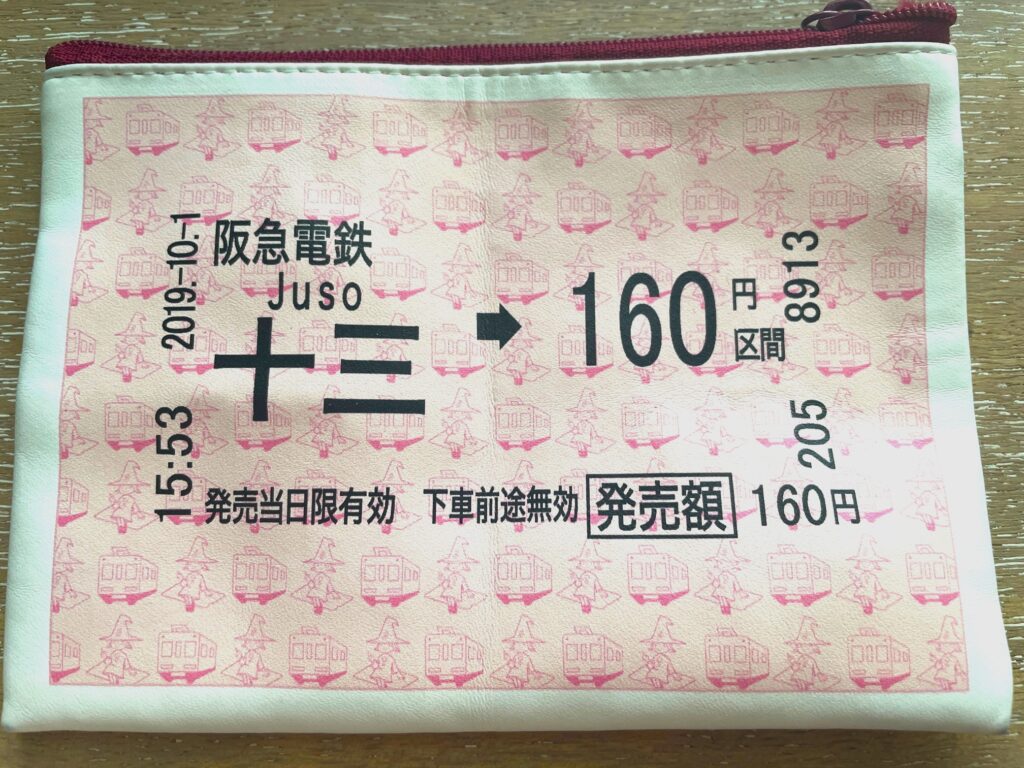 阪急電鉄
Juso
十三 ➡ 160円区間
2019.-10.-1
15:53
8913
205
発売当日限有効 下車前途無効 発売額 160円